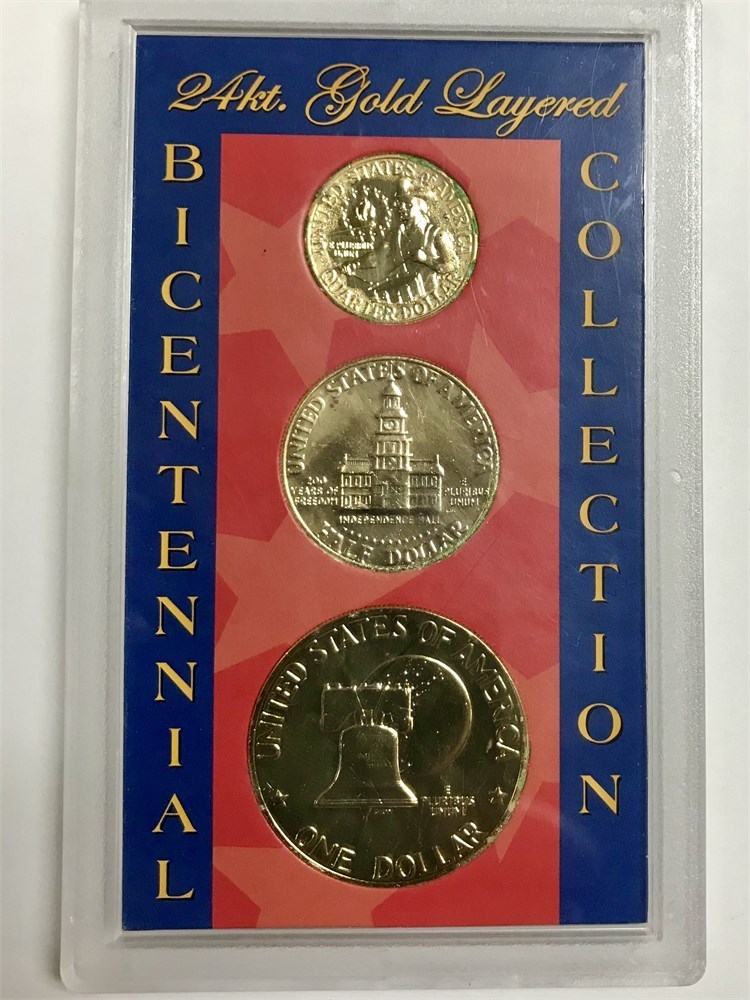 24kt. Gold Layered
BICENTENNIAL
COLLECTION
UNITED STATES OF AMERICA
E PLURIBUS
UNUM
QUARTER DOLLAR
UNITED STATES OF AMERICA
200
YEARS OF
FREEDOM
E
PLURIBUS
UNUM
INDEPENDENCE HALL
HALF DOLLAR
UNITED STATES OF AMERICA
E
PLURIBUS
UNUM
ONE DOLLAR